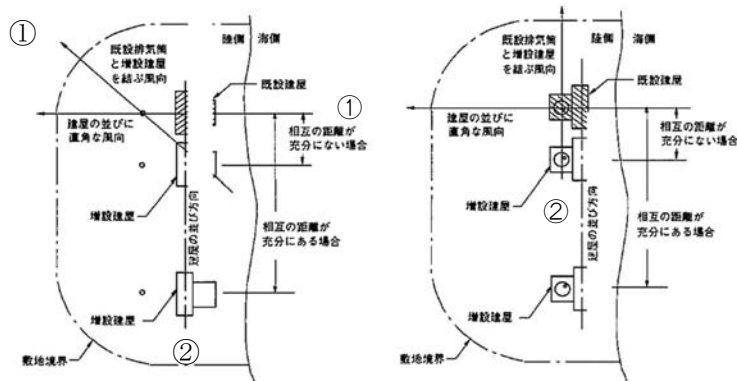 ①
既設排気筒
と増設建屋
を結ぶ風向
陸側
海側
既設建屋
①
建屋の並びに
直角な風向
相互の距離が
充分にない場合
増設建屋
建屋の並び方向
相互の距離が
充分にある場合
増設建屋
敷地境界
②
①
既設排気筒
と増設建屋
を結ぶ風向
陸側
海側
既設建屋
建屋の並びに
直角な風向
相互の距離が
充分にない場合
増設建屋
②
建屋の並び方向
相互の距離が
充分にある場合
増設建屋
敷地境界